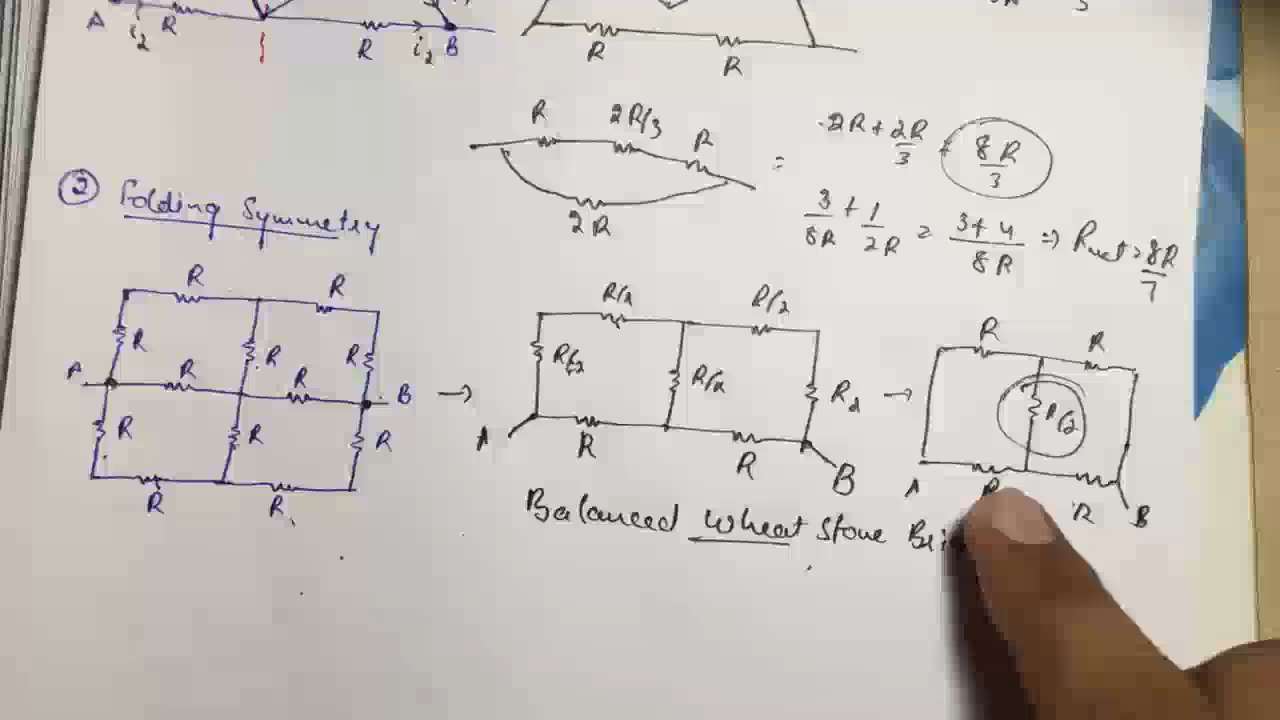 A i₂ R R i₂ B
R R
R 2R/3 R = 2R + 2R/3 = 8R/3
2R
3/8R + 1/2R = 3+4/8R ⇒ Rnet = 8R/7
② Folding Symmetry
R R
R R R
A R R B
R R R
R R
→
R/2 R/2
R/2 R/2 R/2
A R R B
→
R R
R/2
A R R B
Balanced Wheat Stone